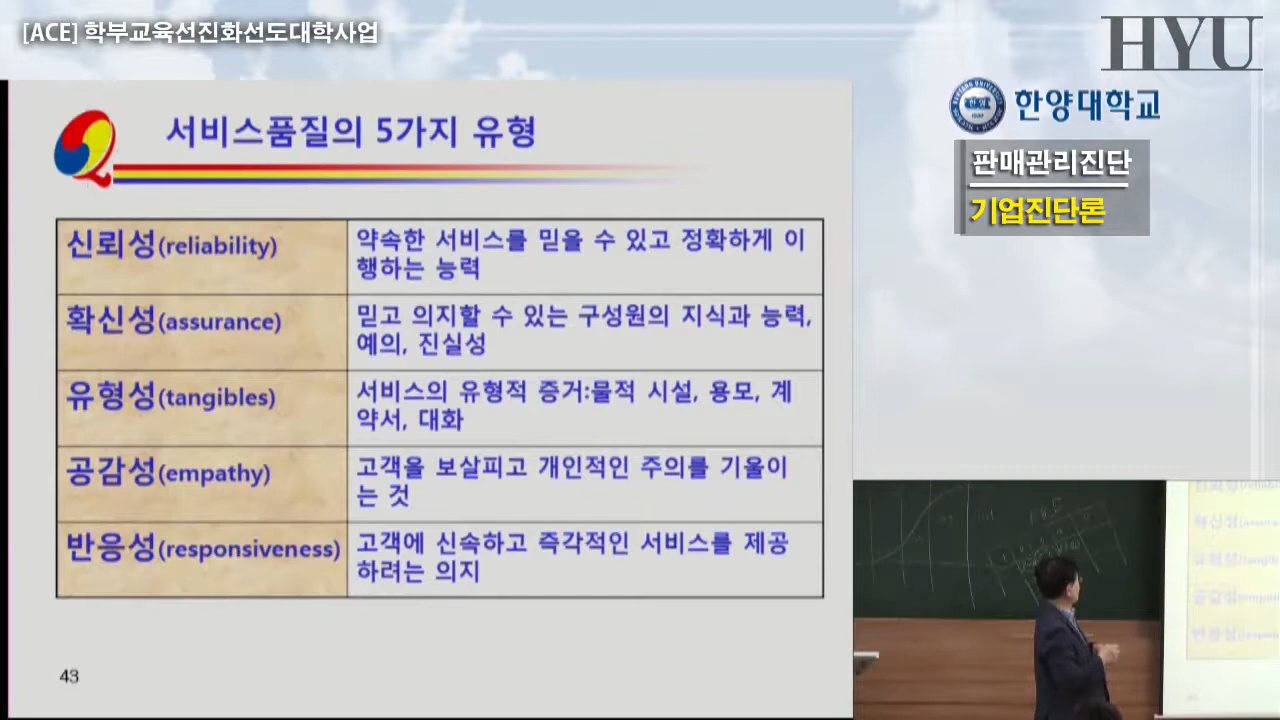 [ACE] 학부교육선진화선도대학사업
HYU
한양대학교
판매관리진단
기업진단론
서비스품질의 5가지 유형
신뢰성(reliability)
약속한 서비스를 믿을 수 있고 정확하게 이
행하는 능력
확신성(assurance)
믿고 의지할 수 있는 구성원의 지식과 능력,
예의, 진실성
유형성(tangibles)
서비스의 유형적 증거:물적 시설, 용모, 계
약서, 대화
공감성(empathy)
고객을 보살피고 개인적인 주의를 기울이
는 것
반응성(responsiveness)
고객에 신속하고 즉각적인 서비스를 제공
하려는 의지
43